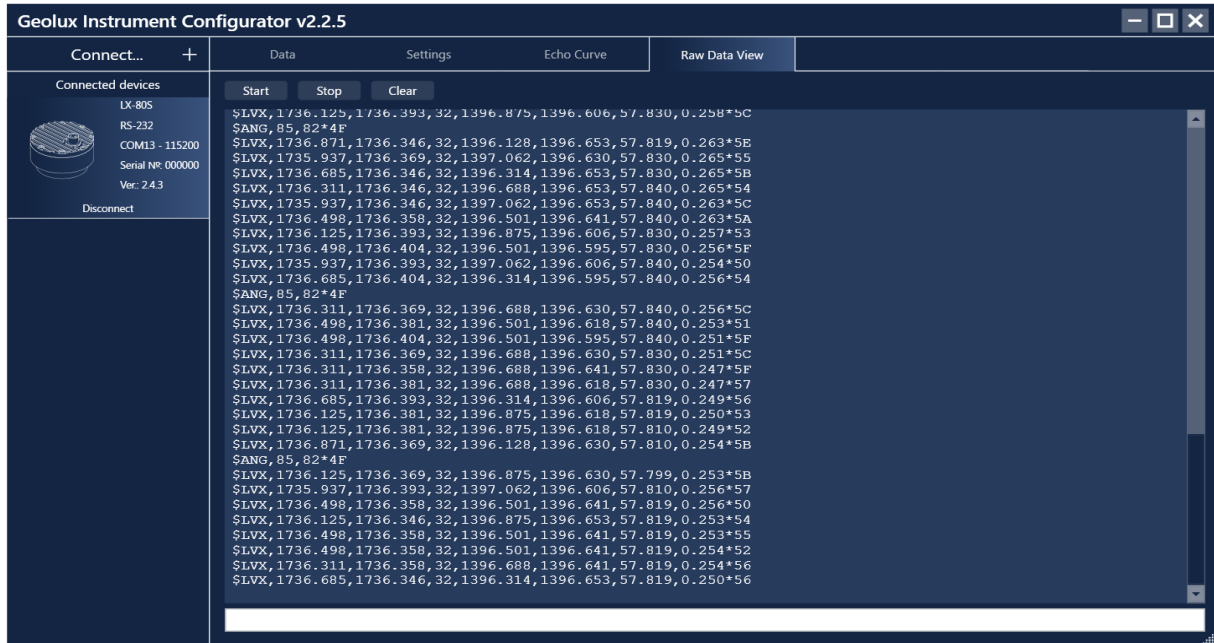 Geolux Instrument Configurator v2.2.5
Connect... +
Data Settings Echo Curve Raw Data View
Connected devices
LX-80S
RS-232
COM13 - 115200
Serial Nº: 000000
Ver.: 2.4.3
Disconnect
Start Stop Clear
$LVX,1736.125,1736.393,32,1396.875,1396.606,57.830,0.258*5C
$ANG,85,82*4F
$LVX,1736.871,1736.346,32,1396.128,1396.653,57.819,0.263*5E
$LVX,1735.937,1736.369,32,1397.062,1396.630,57.830,0.265*55
$LVX,1736.685,1736.346,32,1396.314,1396.653,57.830,0.265*5B
$LVX,1736.311,1736.346,32,1396.688,1396.653,57.840,0.265*54
$LVX,1735.937,1736.346,32,1397.062,1396.653,57.840,0.263*5C
$LVX,1736.498,1736.358,32,1396.501,1396.641,57.840,0.263*5A
$LVX,1736.125,1736.393,32,1396.875,1396.606,57.830,0.257*53
$LVX,1736.498,1736.404,32,1396.501,1396.595,57.830,0.256*5F
$LVX,1735.937,1736.393,32,1397.062,1396.606,57.840,0.254*50
$LVX,1736.685,1736.404,32,1396.314,1396.595,57.840,0.256*54
$ANG,85,82*4F
$LVX,1736.311,1736.369,32,1396.688,1396.630,57.840,0.256*5C
$LVX,1736.498,1736.381,32,1396.501,1396.618,57.840,0.253*51
$LVX,1736.498,1736.404,32,1396.501,1396.595,57.840,0.251*5F
$LVX,1736.311,1736.369,32,1396.688,1396.630,57.830,0.251*5C
$LVX,1736.311,1736.358,32,1396.688,1396.641,57.830,0.247*5F
$LVX,1736.311,1736.381,32,1396.688,1396.618,57.830,0.247*57
$LVX,1736.685,1736.393,32,1396.314,1396.606,57.819,0.249*56
$LVX,1736.125,1736.381,32,1396.875,1396.618,57.819,0.250*53
$LVX,1736.125,1736.381,32,1396.875,1396.618,57.810,0.249*52
$LVX,1736.871,1736.369,32,1396.128,1396.630,57.810,0.254*5B
$ANG,85,82*4F
$LVX,1736.125,1736.369,32,1396.875,1396.630,57.799,0.253*5B
$LVX,1735.937,1736.393,32,1397.062,1396.606,57.810,0.256*57
$LVX,1736.498,1736.358,32,1396.501,1396.641,57.819,0.256*50
$LVX,1736.125,1736.346,32,1396.875,1396.653,57.819,0.253*54
$LVX,1736.498,1736.358,32,1396.501,1396.641,57.819,0.253*55
$LVX,1736.498,1736.358,32,1396.501,1396.641,57.819,0.254*52
$LVX,1736.311,1736.358,32,1396.688,1396.641,57.819,0.254*56
$LVX,1736.685,1736.346,32,1396.314,1396.653,57.819,0.250*56